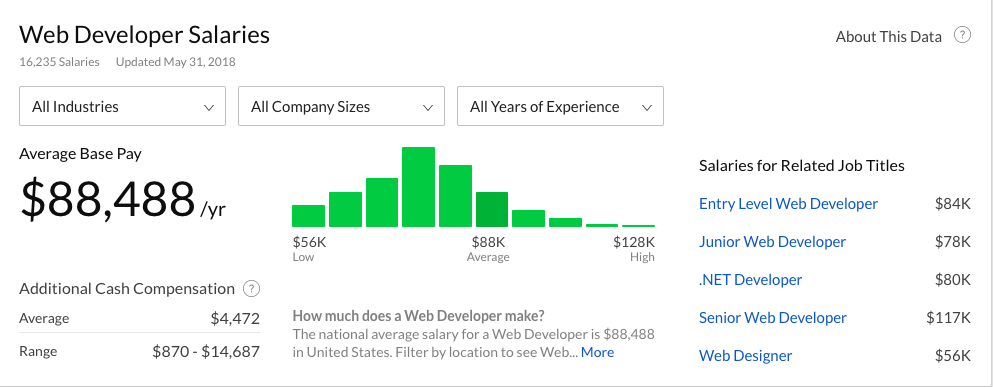 Web Developer Salaries
About This Data ?
16,235 Salaries Updated May 31, 2018
All Industries
All Company Sizes
All Years of Experience
Average Base Pay
$88,488 /yr
$56K
Low
$88K
Average
$128K
High
Additional Cash Compensation ?
Average $4,472
Range $870 - $14,687
How much does a Web Developer make?
The national average salary for a Web Developer is $88,488
in United States. Filter by location to see Web... More
Salaries for Related Job Titles
Entry Level Web Developer $84K
Junior Web Developer $78K
.NET Developer $80K
Senior Web Developer $117K
Web Designer $56K